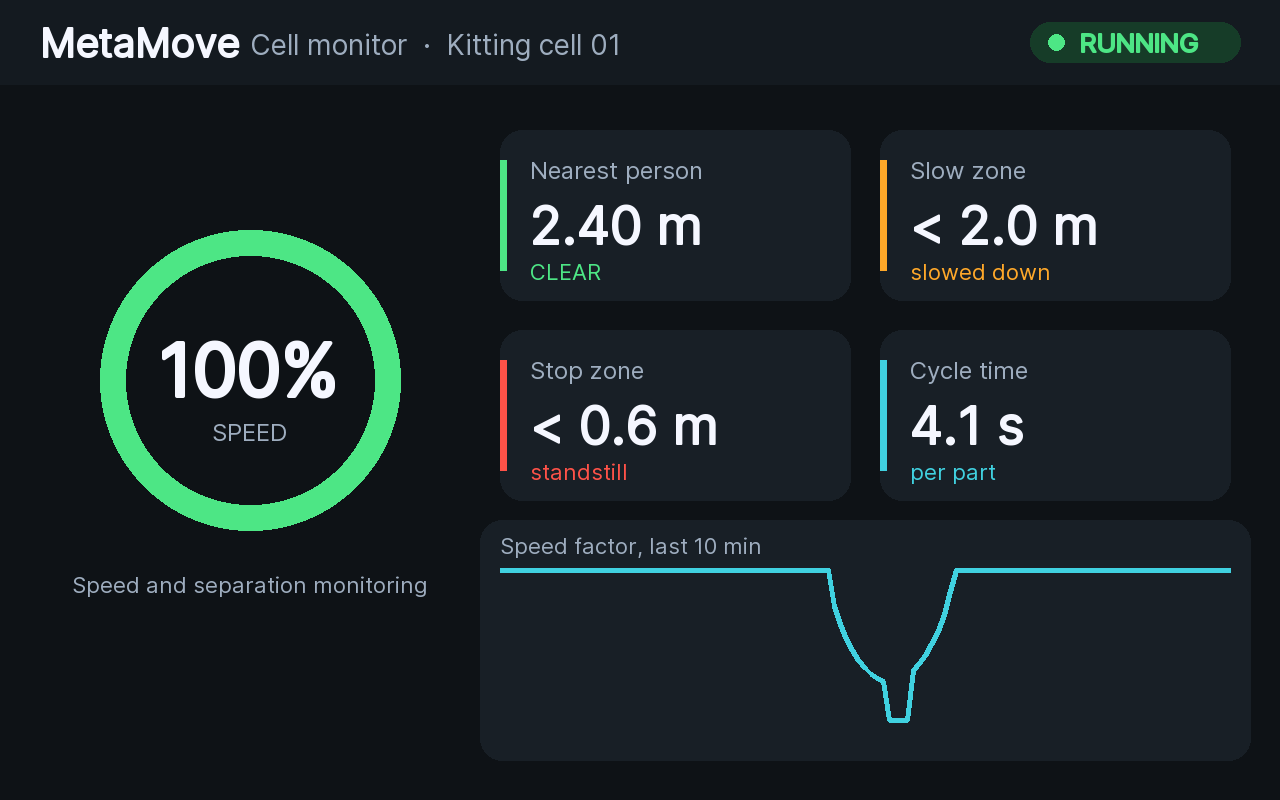 MetaMove Cell monitor · Kitting cell 01
RUNNING
100%
SPEED
Speed and separation monitoring
Nearest person
2.40 m
CLEAR
Slow zone
< 2.0 m
slowed down
Stop zone
< 0.6 m
standstill
Cycle time
4.1 s
per part
Speed factor, last 10 min